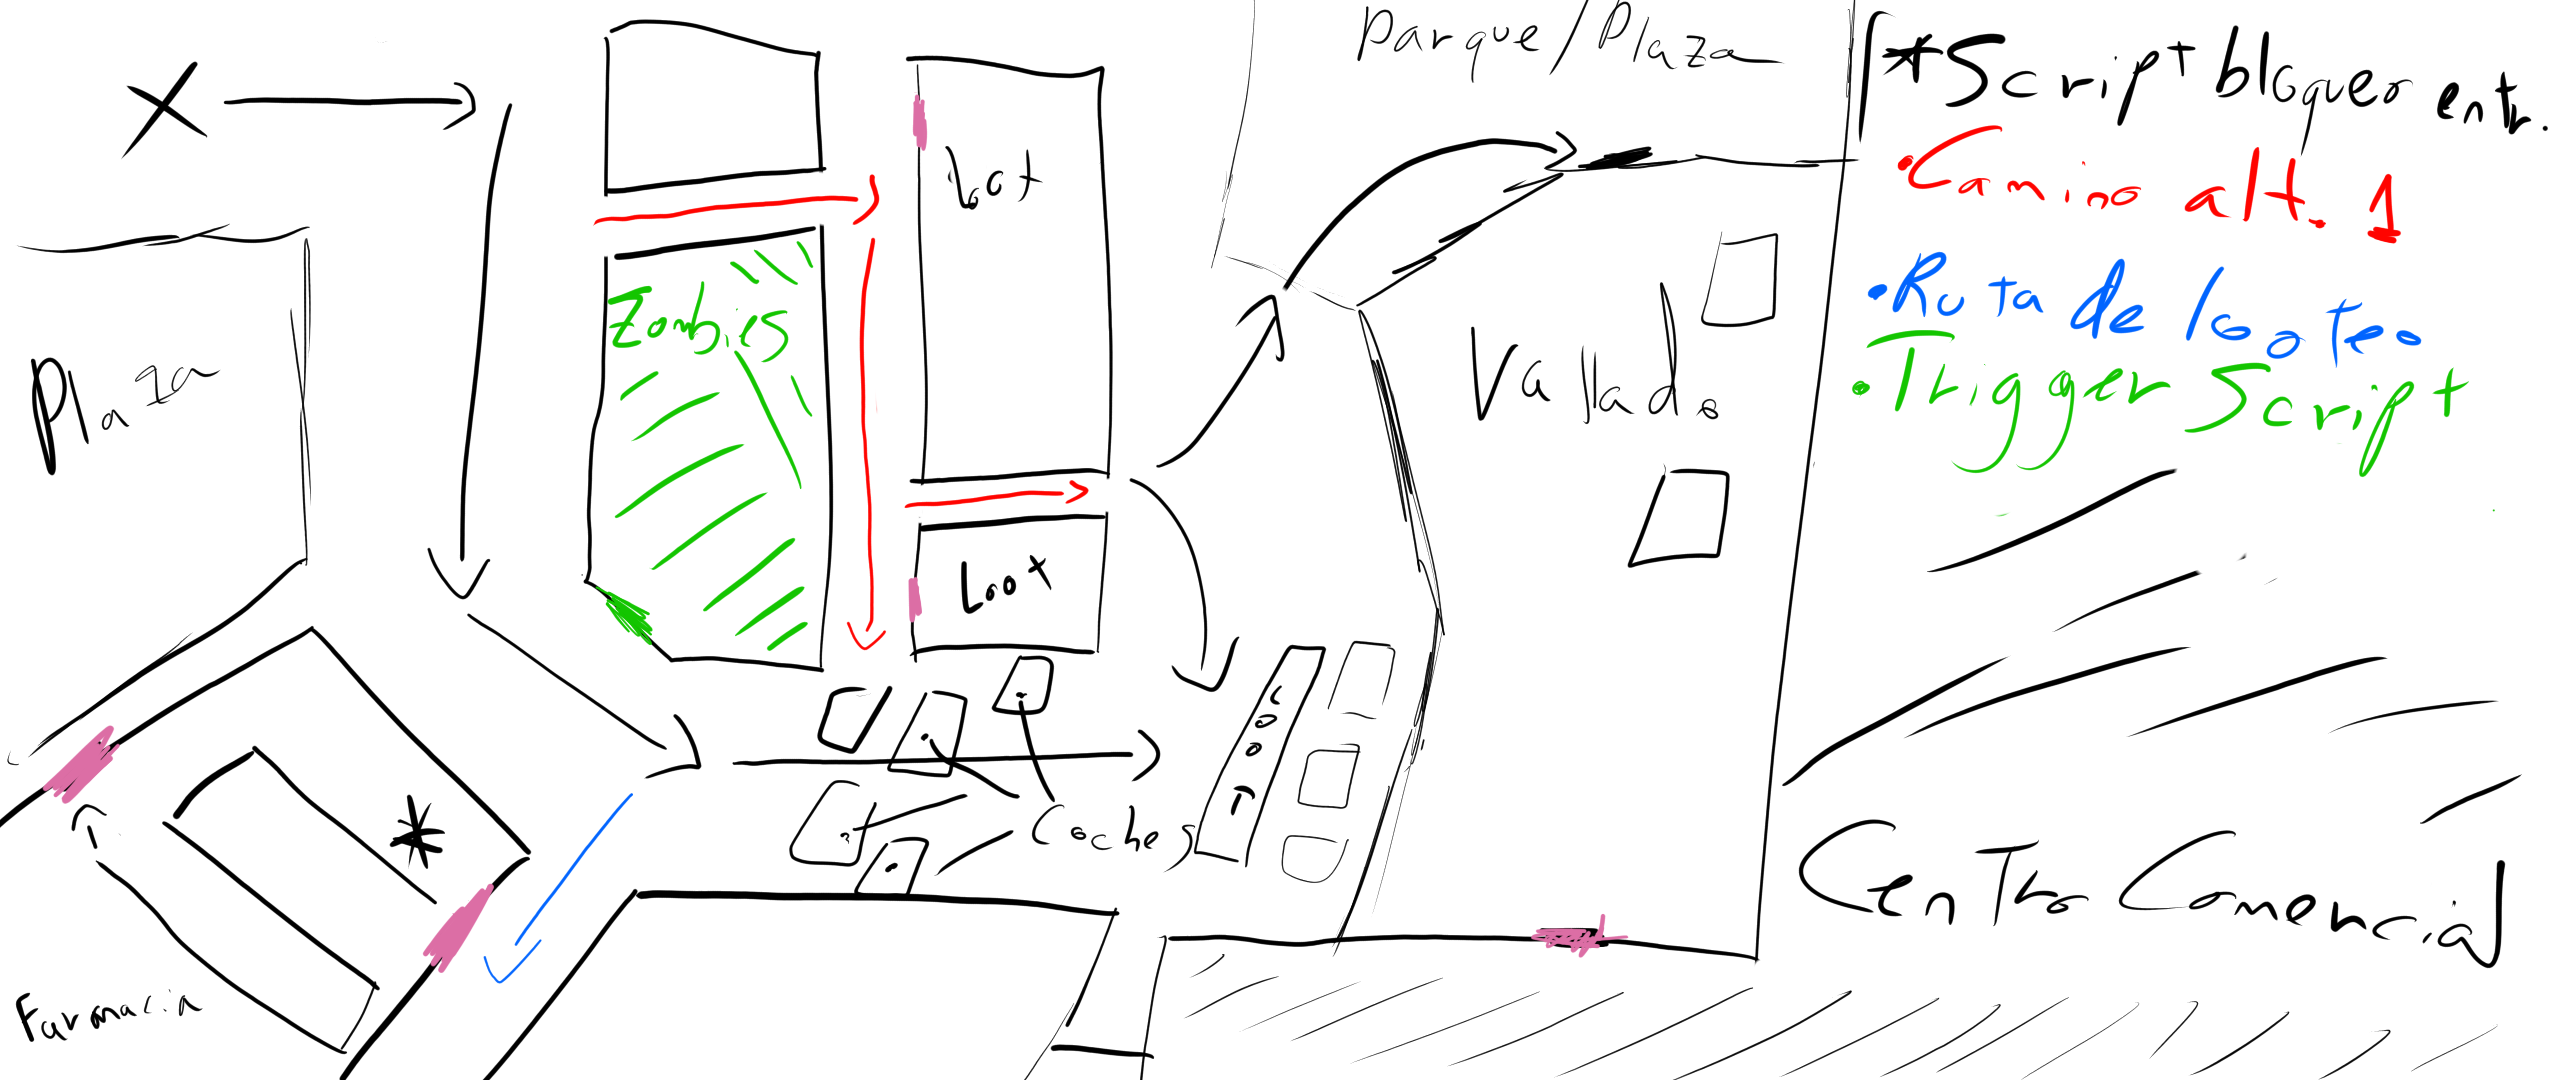 Parque/Plaza
*Script bloquer entr.
• Camino alt. 1
• Ruta de looteo
• Trigger Script
Loot
Zombies
Plaza
Vallado
Loot
LOOT
Coches
Centro Comercial
Farmacia
X
*